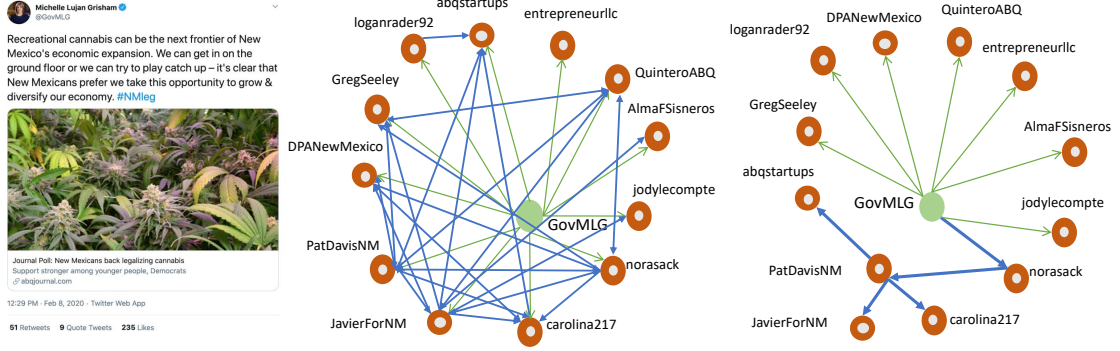 Michelle Lujan Grisham
@GovMLG
Recreational cannabis can be the next frontier of New
Mexico's economic expansion. We can get in on the
ground floor or we can try to play catch up – it's clear that
New Mexicans prefer we take this opportunity to grow &
diversify our economy. #NMleg
Journal Poll: New Mexicans back legalizing cannabis
Support stronger among younger people, Democrats
abqjournal.com
12:29 PM · Feb 8, 2020 · Twitter Web App
51 Retweets 9 Quote Tweets 235 Likes
abqstartups
loganrader92
entrepreneurllc
GregSeeley
QuinteroABQ
AlmaFSisneros
DPANewMexico
jodylecompte
GovMLG
PatDavisNM
norasack
JavierForNM
carolina217
QuinteroABQ
DPANewMexico
loganrader92
entrepreneurllc
GregSeeley
AlmaFSisneros
abqstartups
GovMLG
jodylecompte
PatDavisNM
norasack
JavierForNM
carolina217